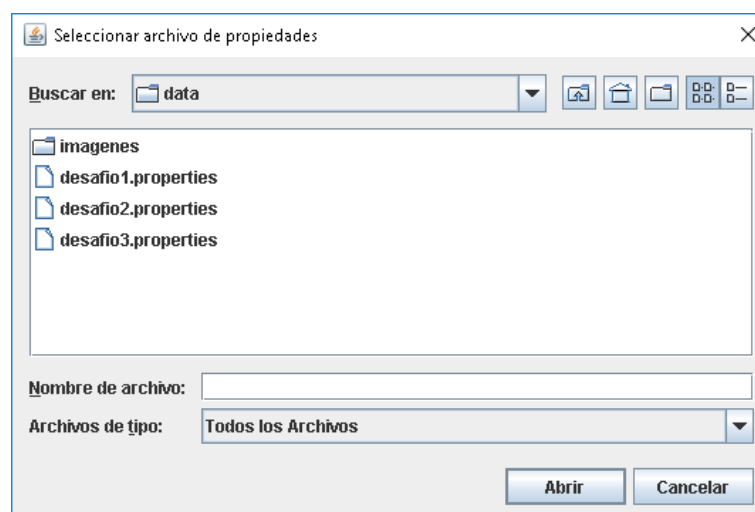 Seleccionar archivo de propiedades
Buscar en: data
imagenes
desafio1.properties
desafio2.properties
desafio3.properties
Nombre de archivo:
Archivos de tipo: Todos los Archivos
Abrir Cancelar